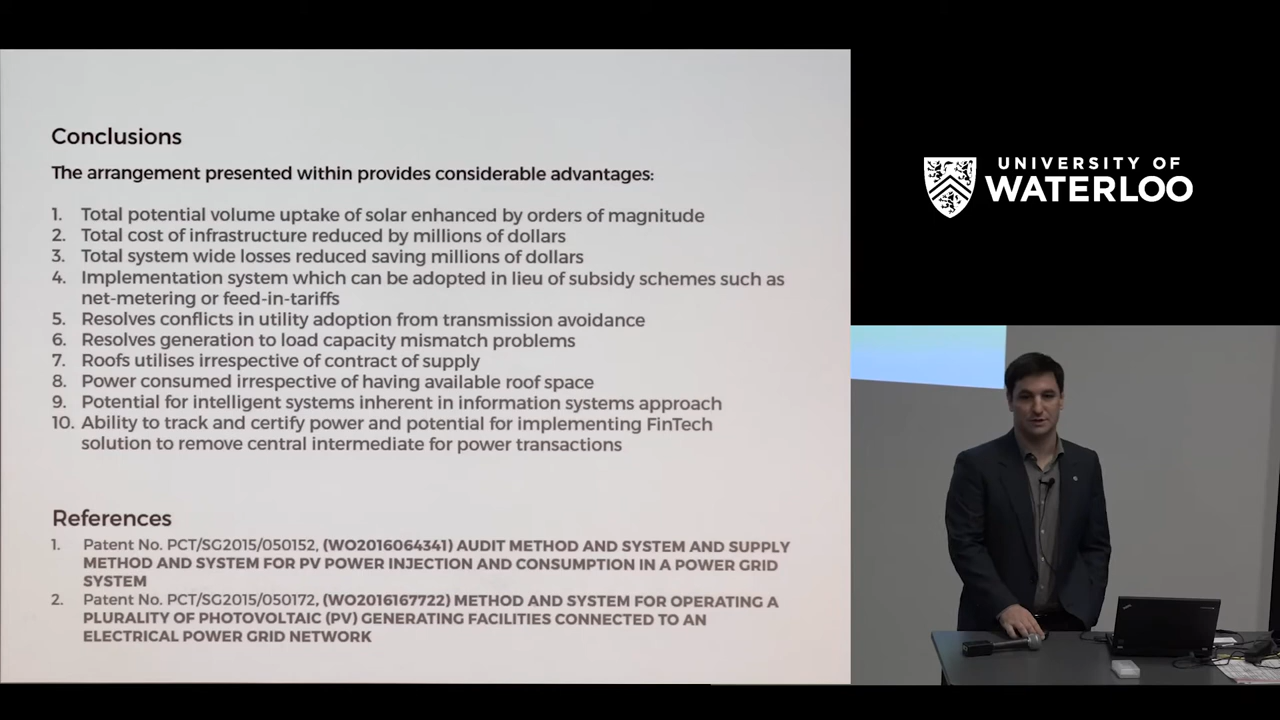 Conclusions
The arrangement presented within provides considerable advantages:
1. Total potential volume uptake of solar enhanced by orders of magnitude
2. Total cost of infrastructure reduced by millions of dollars
3. Total system wide losses reduced saving millions of dollars
4. Implementation system which can be adopted in lieu of subsidy schemes such as
net-metering or feed-in-tariffs
5. Resolves conflicts in utility adoption from transmission avoidance
6. Resolves generation to load capacity mismatch problems
7. Roofs utilises irrespective of contract of supply
8. Power consumed irrespective of having available roof space
9. Potential for intelligent systems inherent in information systems approach
10. Ability to track and certify power and potential for implementing FinTech
solution to remove central intermediate for power transactions
References
1. Patent No. PCT/SG2015/050152, (WO2016064341) AUDIT METHOD AND SYSTEM AND SUPPLY
METHOD AND SYSTEM FOR PV POWER INJECTION AND CONSUMPTION IN A POWER GRID
SYSTEM
2. Patent No. PCT/SG2015/050172, (WO2016167722) METHOD AND SYSTEM FOR OPERATING A
PLURALITY OF PHOTOVOLTAIC (PV) GENERATING FACILITIES CONNECTED TO AN
ELECTRICAL POWER GRID NETWORK
UNIVERSITY OF
WATERLOO